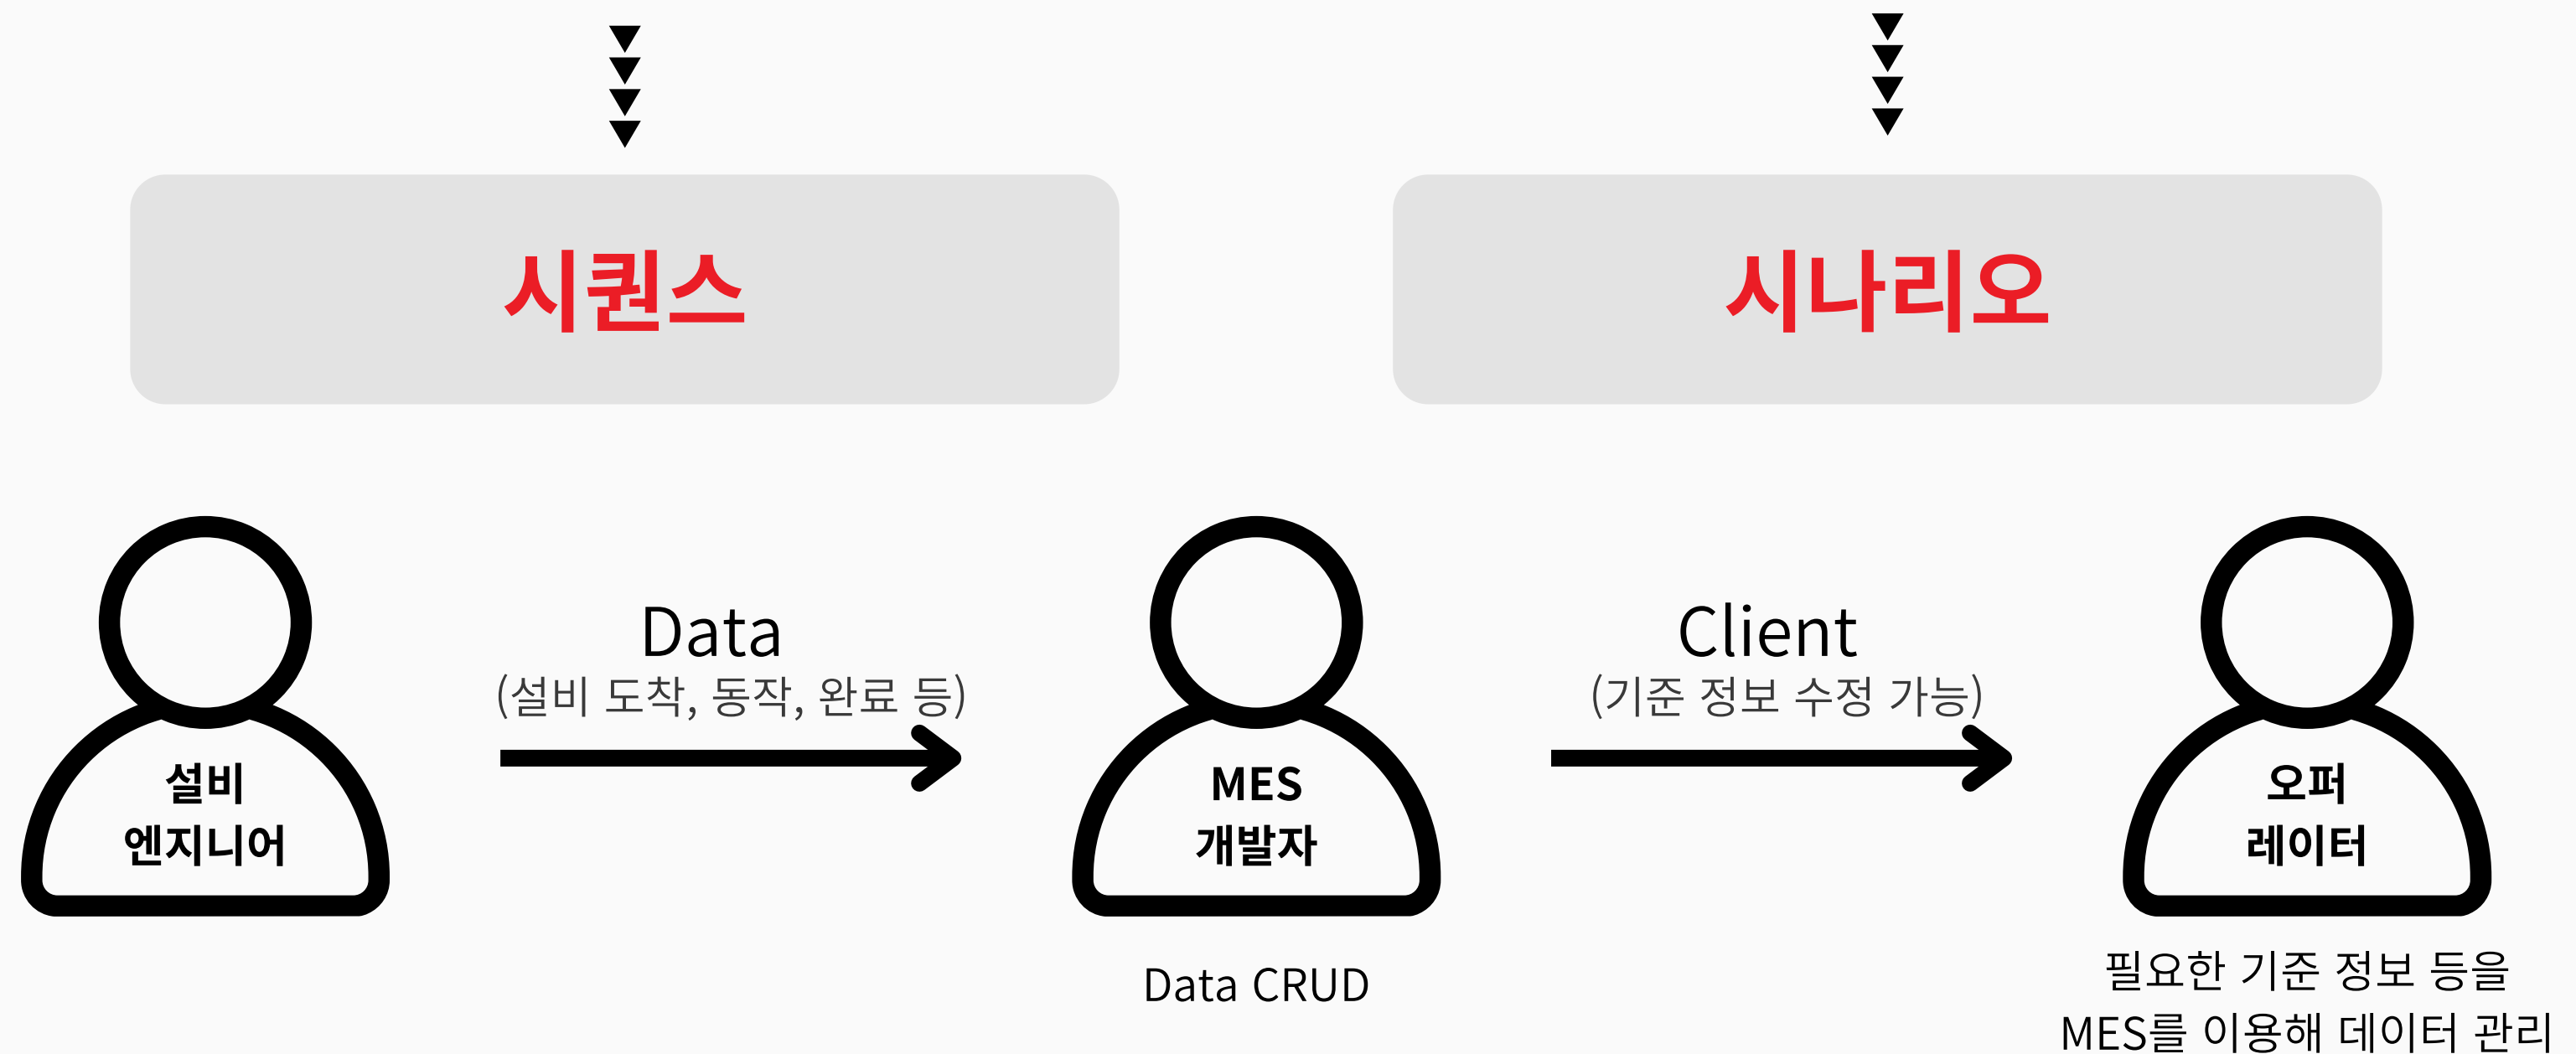 시퀀스
시나리오
Data
(설비 도착, 동작, 완료 등)
Client
(기준 정보 수정 가능)
설비
엔지니어
MES
개발자
오퍼
레이터
Data CRUD
필요한 기준 정보 등을
MES를 이용해 데이터 관리